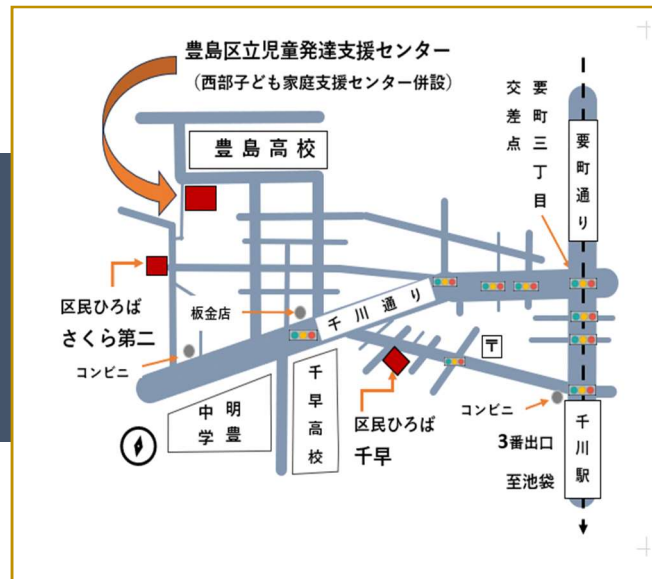 豊島区立児童発達支援センター
（西部子ども家庭支援センター併設）
豊島高校
要町三丁目
交差点
要町通り
区民ひろば
さくら第二
板金店
コンビニ
千川通り
〒
明豊
中学
千早高校
区民ひろば
千早
コンビニ
3番出口
至池袋
千川駅